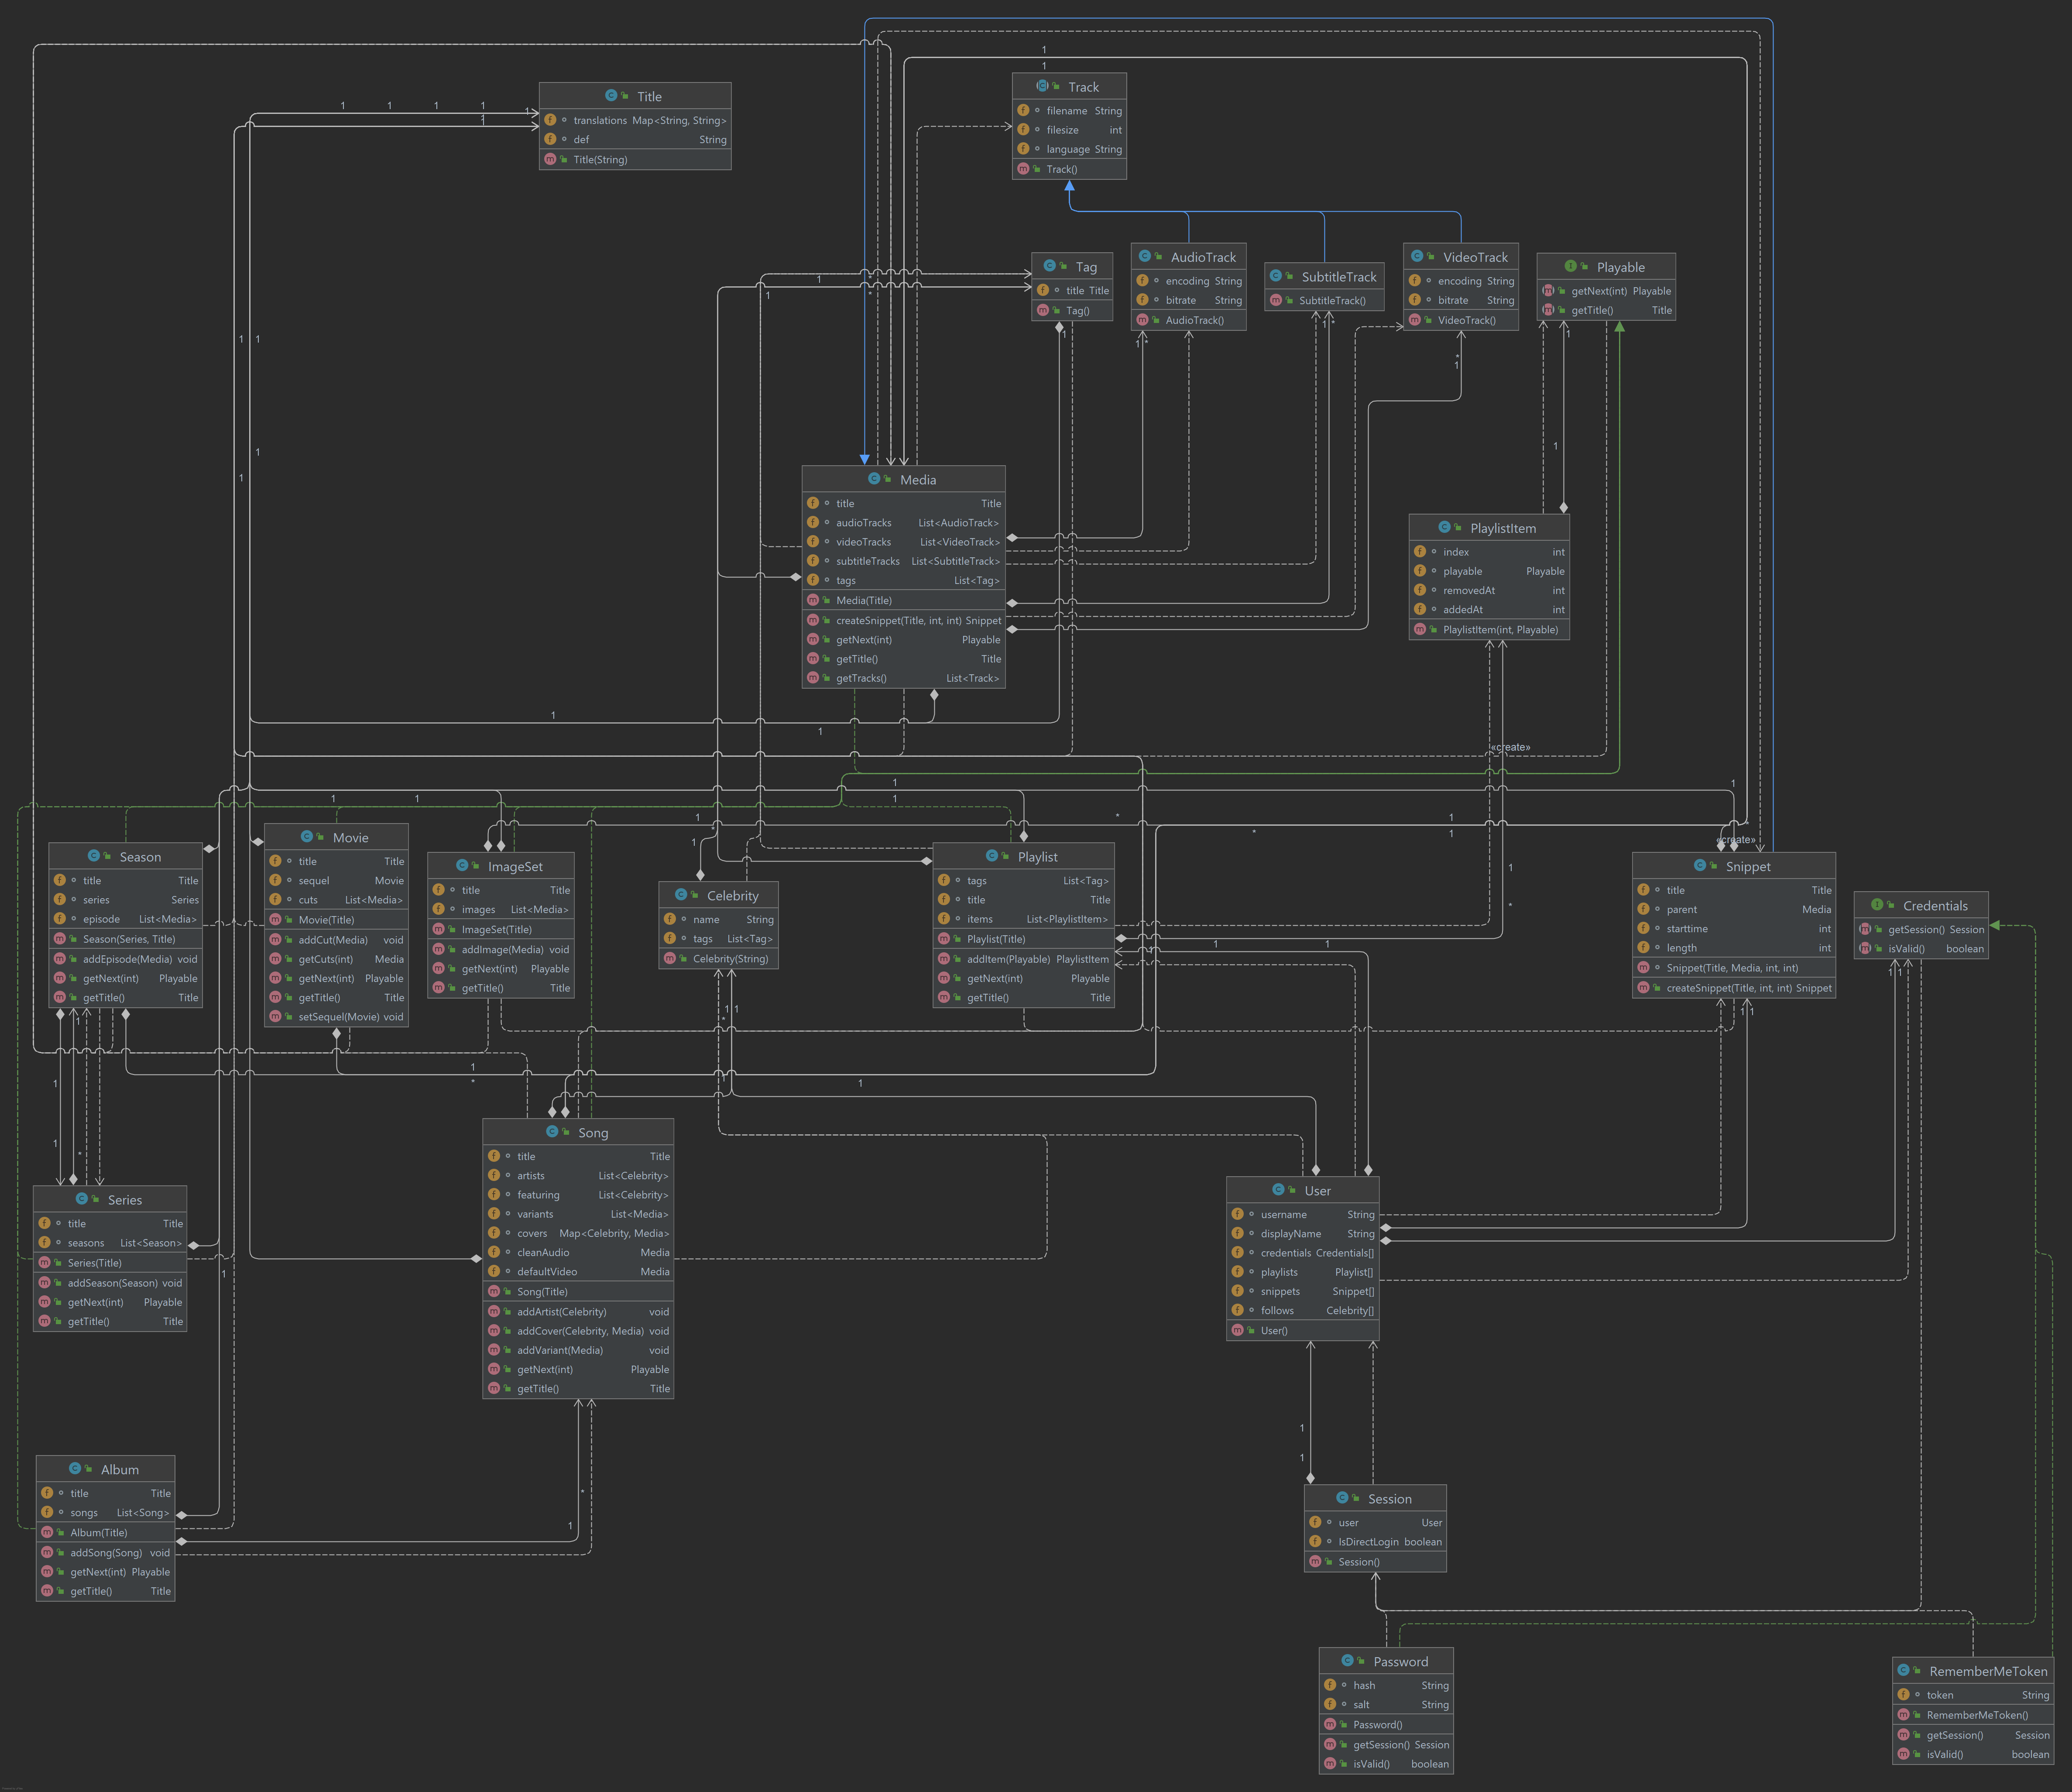 Title
translations Map<String, String>
def String
Title(String)
Track
filename String
filesize int
language String
Track()
Tag
title Title
Tag()
AudioTrack
encoding String
bitrate String
AudioTrack()
SubtitleTrack
SubtitleTrack()
VideoTrack
encoding String
bitrate String
VideoTrack()
Playable
getNext(int) Playable
getTitle() Title
Media
title Title
audioTracks List<AudioTrack>
videoTracks List<VideoTrack>
subtitleTracks List<SubtitleTrack>
tags List<Tag>
Media(Title)
createSnippet(Title, int, int) Snippet
getNext(int) Playable
getTitle() Title
getTracks() List<Track>
PlaylistItem
index int
playable Playable
removedAt int
addedAt int
PlaylistItem(int, Playable)
«create»
«create»
Season
title Title
series Series
episode List<Media>
Season(Series, Title)
addEpisode(Media) void
getNext(int) Playable
getTitle() Title
Movie
title Title
sequel Movie
cuts List<Media>
Movie(Title)
addCut(Media) void
getCuts(int) Media
getNext(int) Playable
getTitle() Title
setSequel(Movie) void
ImageSet
title Title
images List<Media>
ImageSet(Title)
addImage(Media) void
getNext(int) Playable
getTitle() Title
Celebrity
name String
tags List<Tag>
Celebrity(String)
Playlist
tags List<Tag>
title Title
items List<PlaylistItem>
Playlist(Title)
addItem(Playable) PlaylistItem
getNext(int) Playable
getTitle() Title
Snippet
title Title
parent Media
starttime int
length int
Snippet(Title, Media, int, int)
createSnippet(Title, int, int) Snippet
Credentials
getSession() Session
isValid() boolean
Series
title Title
seasons List<Season>
Series(Title)
addSeason(Season) void
getNext(int) Playable
getTitle() Title
Song
title Title
artists List<Celebrity>
featuring List<Celebrity>
variants List<Media>
covers Map<Celebrity, Media>
cleanAudio Media
defaultVideo Media
Song(Title)
addArtist(Celebrity) void
addCover(Celebrity, Media) void
addVariant(Media) void
getNext(int) Playable
getTitle() Title
User
username String
displayName String
credentials Credentials[]
playlists Playlist[]
snippets Snippet[]
follows Celebrity[]
User()
Album
title Title
songs List<Song>
Album(Title)
addSong(Song) void
getNext(int) Playable
getTitle() Title
Session
user User
IsDirectLogin boolean
Session()
Password
hash String
salt String
Password()
getSession() Session
isValid() boolean
RememberMeToken
token String
RememberMeToken()
getSession() Session
isValid() boolean